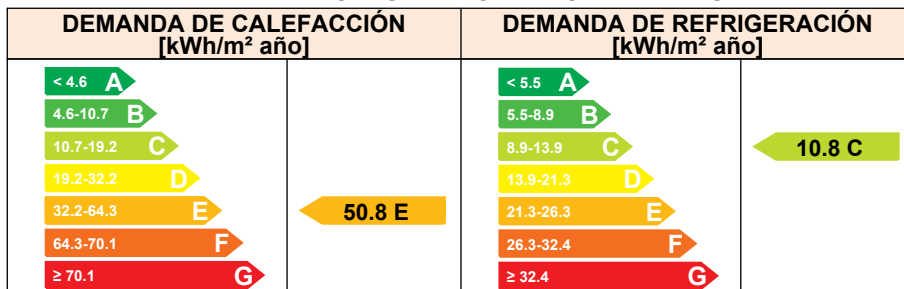 DEMANDA DE CALEFACCIÓN
[kWh/m² año]
< 4.6 A
4.6-10.7 B
10.7-19.2 C
19.2-32.2 D
32.2-64.3 E
64.3-70.1 F
≥ 70.1 G
50.8 E
DEMANDA DE REFRIGERACIÓN
[kWh/m² año]
< 5.5 A
5.5-8.9 B
8.9-13.9 C
13.9-21.3 D
21.3-26.3 E
26.3-32.4 F
≥ 32.4 G
10.8 C